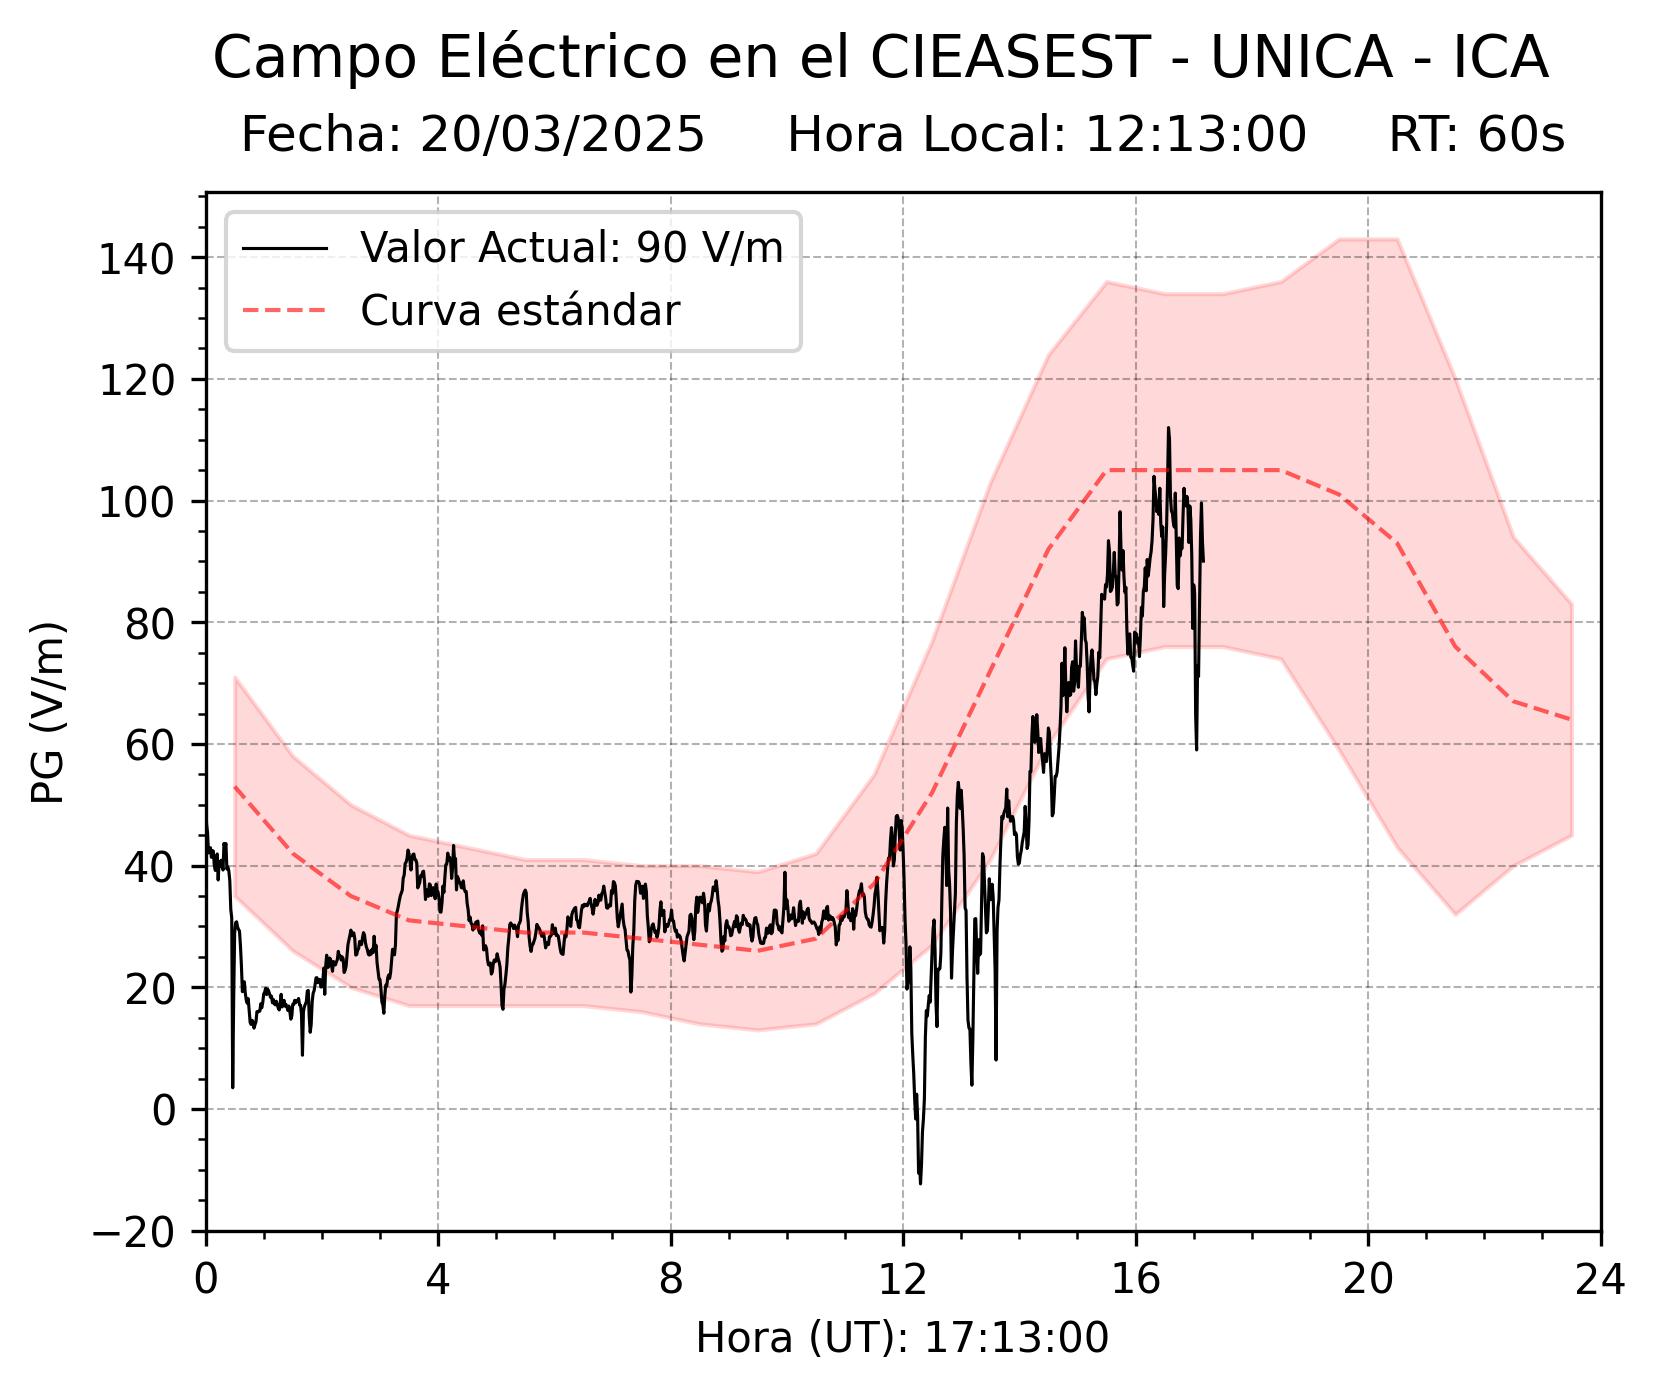 Campo Eléctrico en el CIEASEST - UNICA - ICA
Fecha: 20/03/2025 Hora Local: 12:13:00 RT: 60s
Valor Actual: 90 V/m
Curva estándar
PG (V/m)
140
120
100
80
60
40
20
0
−20
0 4 8 12 16 20 24
Hora (UT): 17:13:00